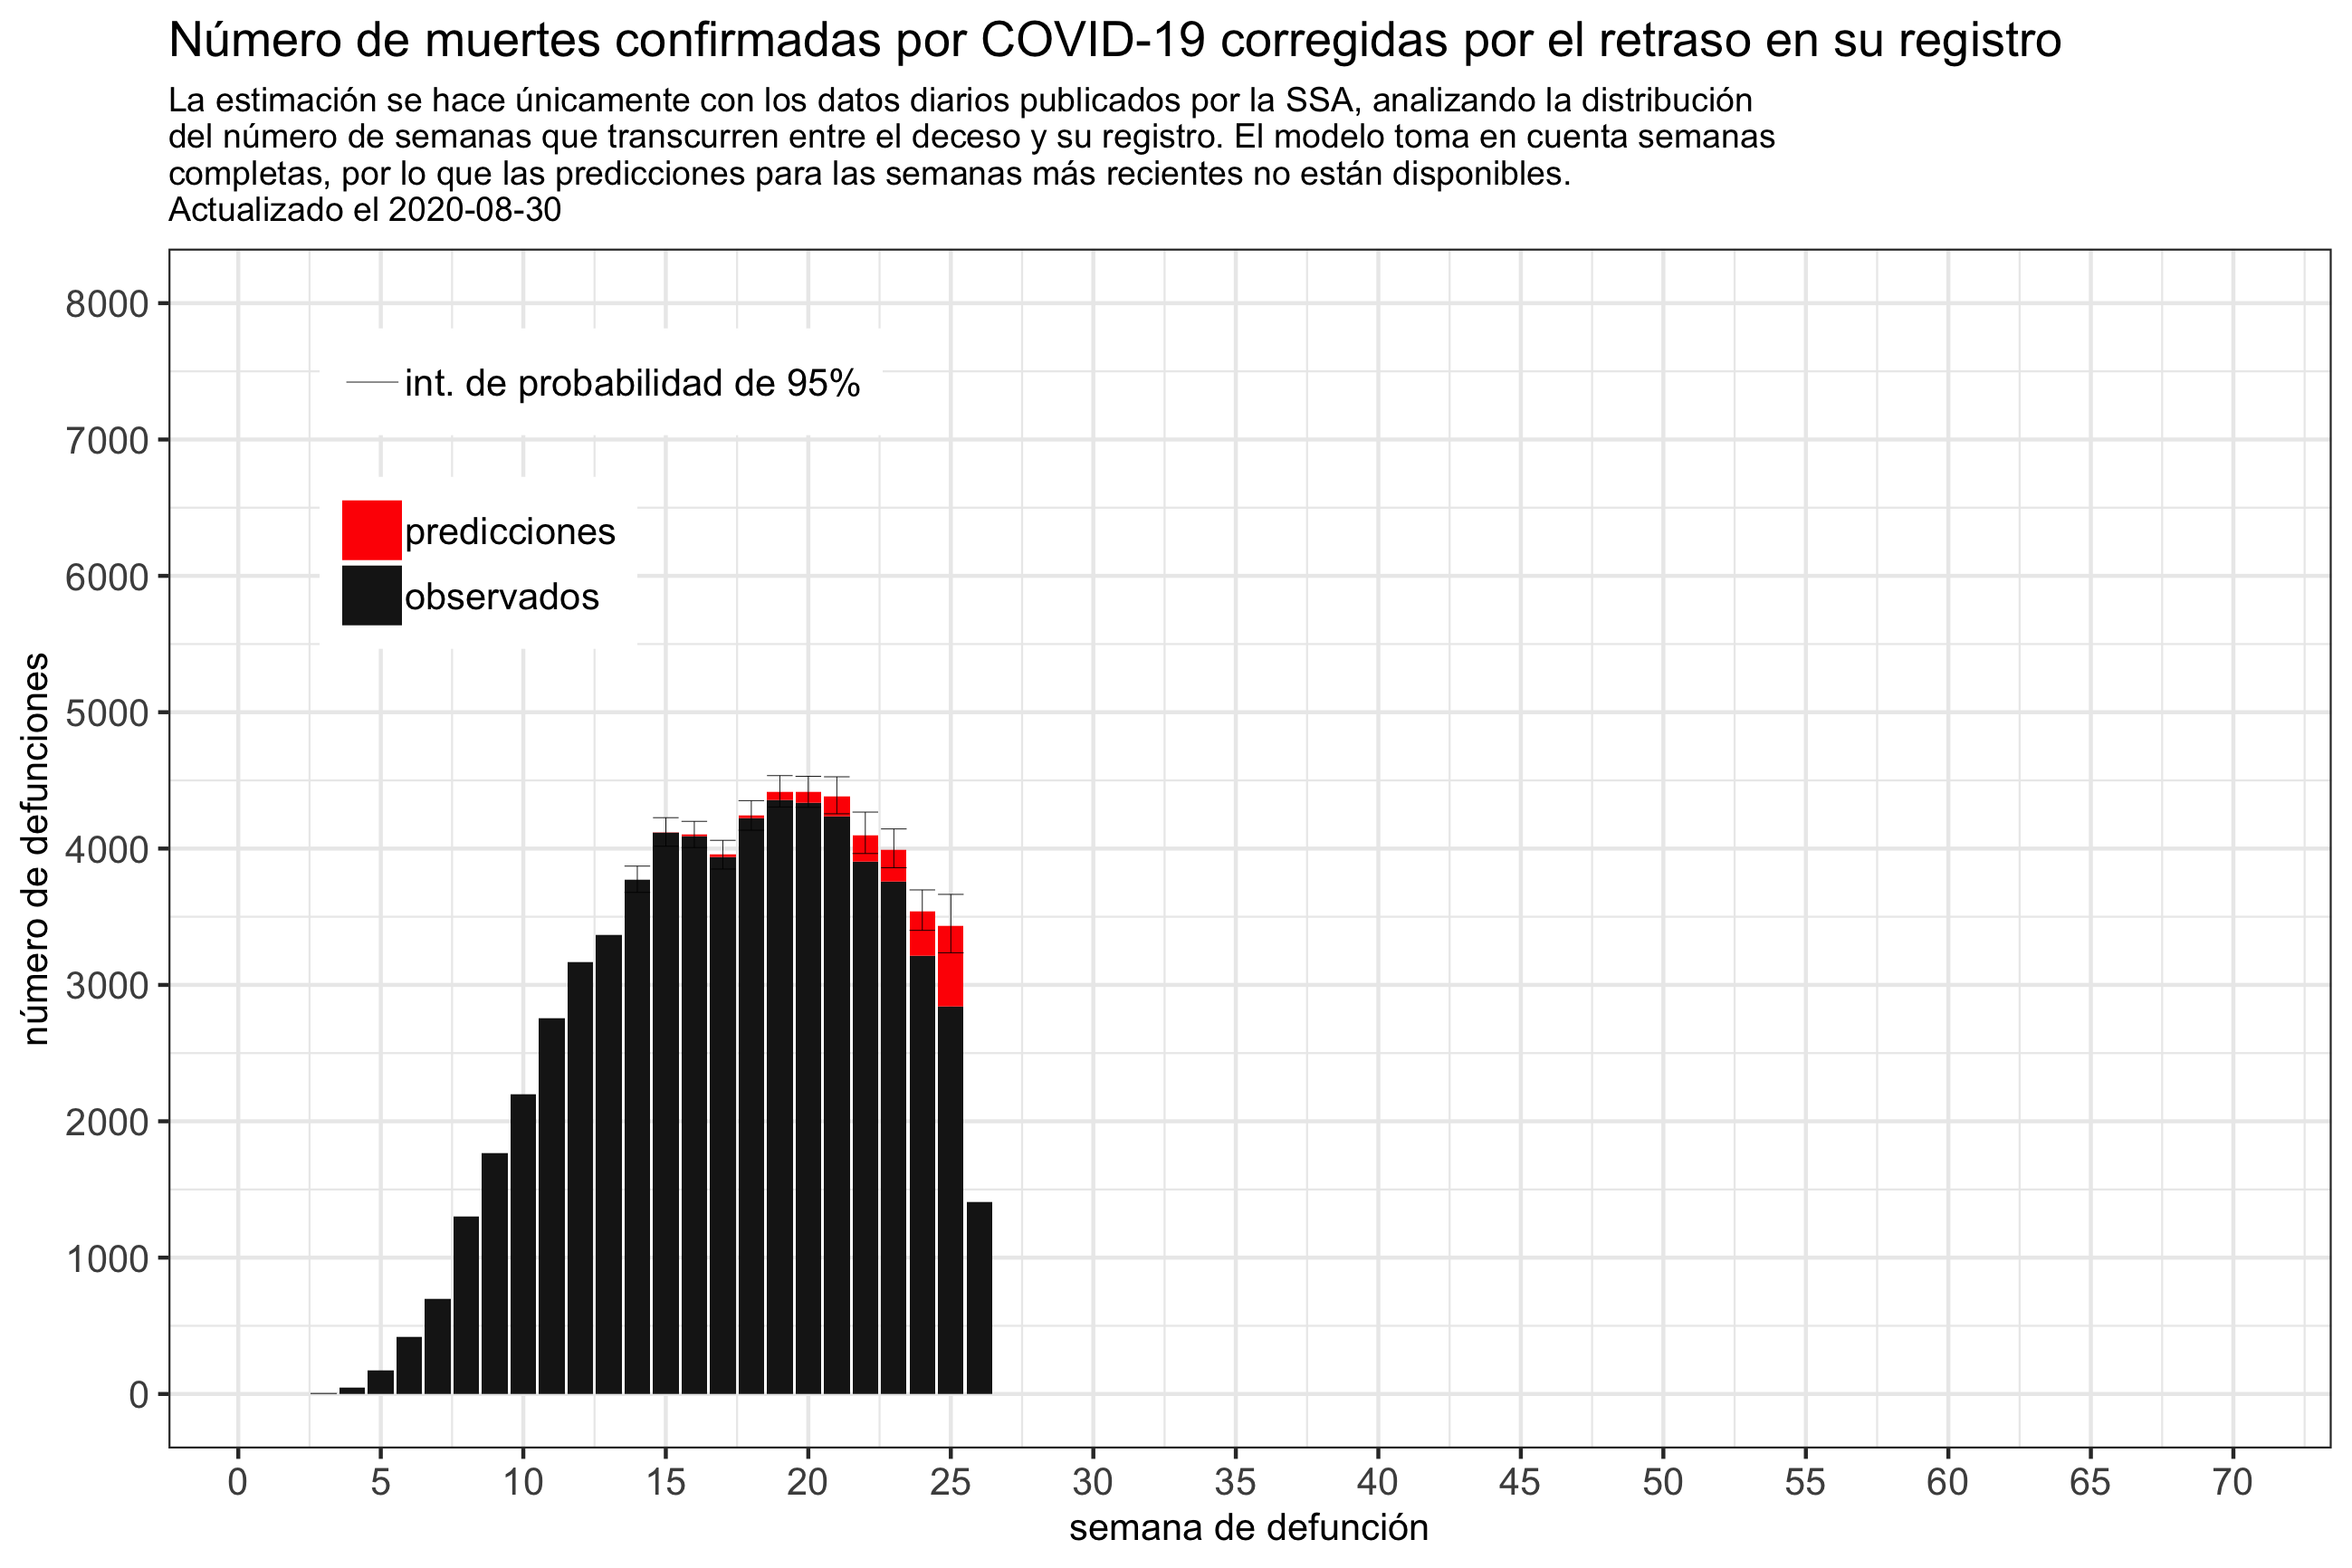 Número de muertes confirmadas por COVID-19 corregidas por el retraso en su registro
La estimación se hace únicamente con los datos diarios publicados por la SSA, analizando la distribución
del número de semanas que transcurren entre el deceso y su registro. El modelo toma en cuenta semanas
completas, por lo que las predicciones para las semanas más recientes no están disponibles.
Actualizado el 2020-08-30
8000
7000
6000
5000
4000
3000
2000
1000
0
número de defunciones
int. de probabilidad de 95%
predicciones
observados
0 5 10 15 20 25 30 35 40 45 50 55 60 65 70
semana de defunción